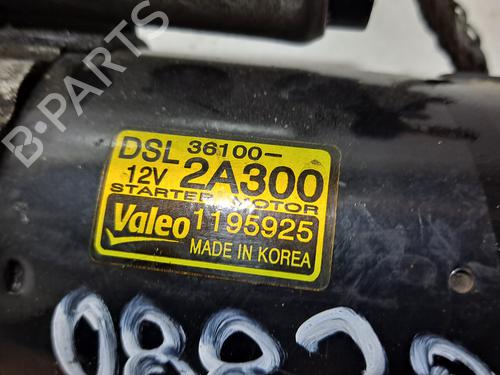 B-PARTS
DSL 36100-
12V 2A300
STARTER MOTOR
Valeo 1195925
MADE IN KOREA